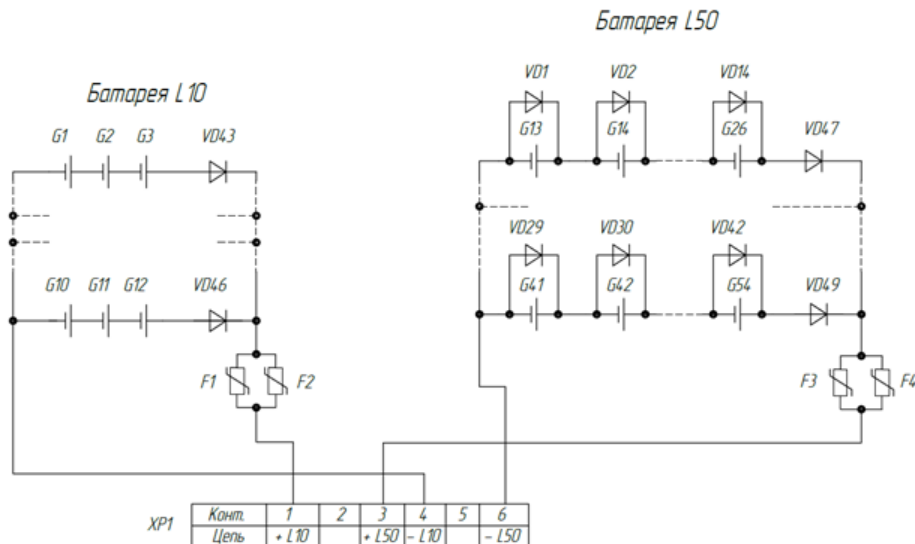 Батарея L50
Батарея L10
VD1 VD2 VD14
G1 G2 G3 VD43
G13 G14 G26 VD47
VD29 VD30 VD42
G10 G11 G12 VD46
G41 G42 G54 VD49
F1 F2 F3 F4
XP1
Конт. 1 2 3 4 5 6
Цепь + L10 + L50 - L10 - L50